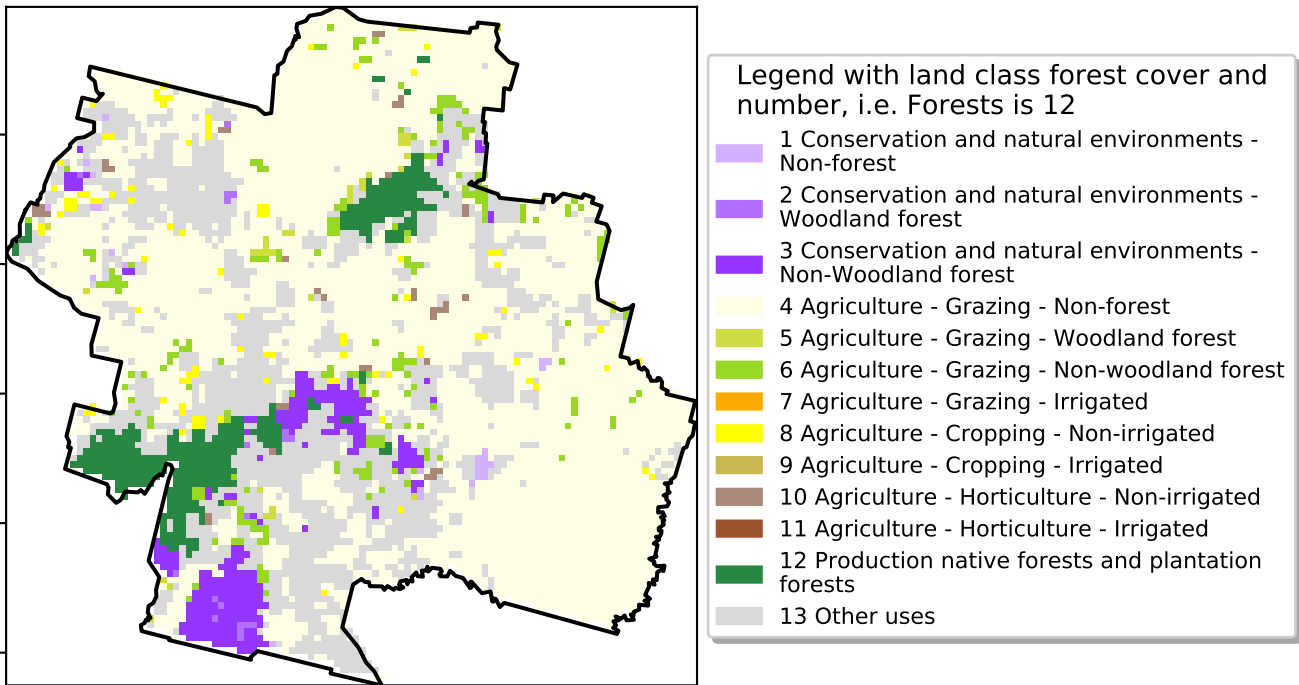 Legend with land class forest cover and
number, i.e. Forests is 12
1 Conservation and natural environments -
Non-forest
2 Conservation and natural environments -
Woodland forest
3 Conservation and natural environments -
Non-Woodland forest
4 Agriculture - Grazing - Non-forest
5 Agriculture - Grazing - Woodland forest
6 Agriculture - Grazing - Non-woodland forest
7 Agriculture - Grazing - Irrigated
8 Agriculture - Cropping - Non-irrigated
9 Agriculture - Cropping - Irrigated
10 Agriculture - Horticulture - Non-irrigated
11 Agriculture - Horticulture - Irrigated
12 Production native forests and plantation
forests
13 Other uses